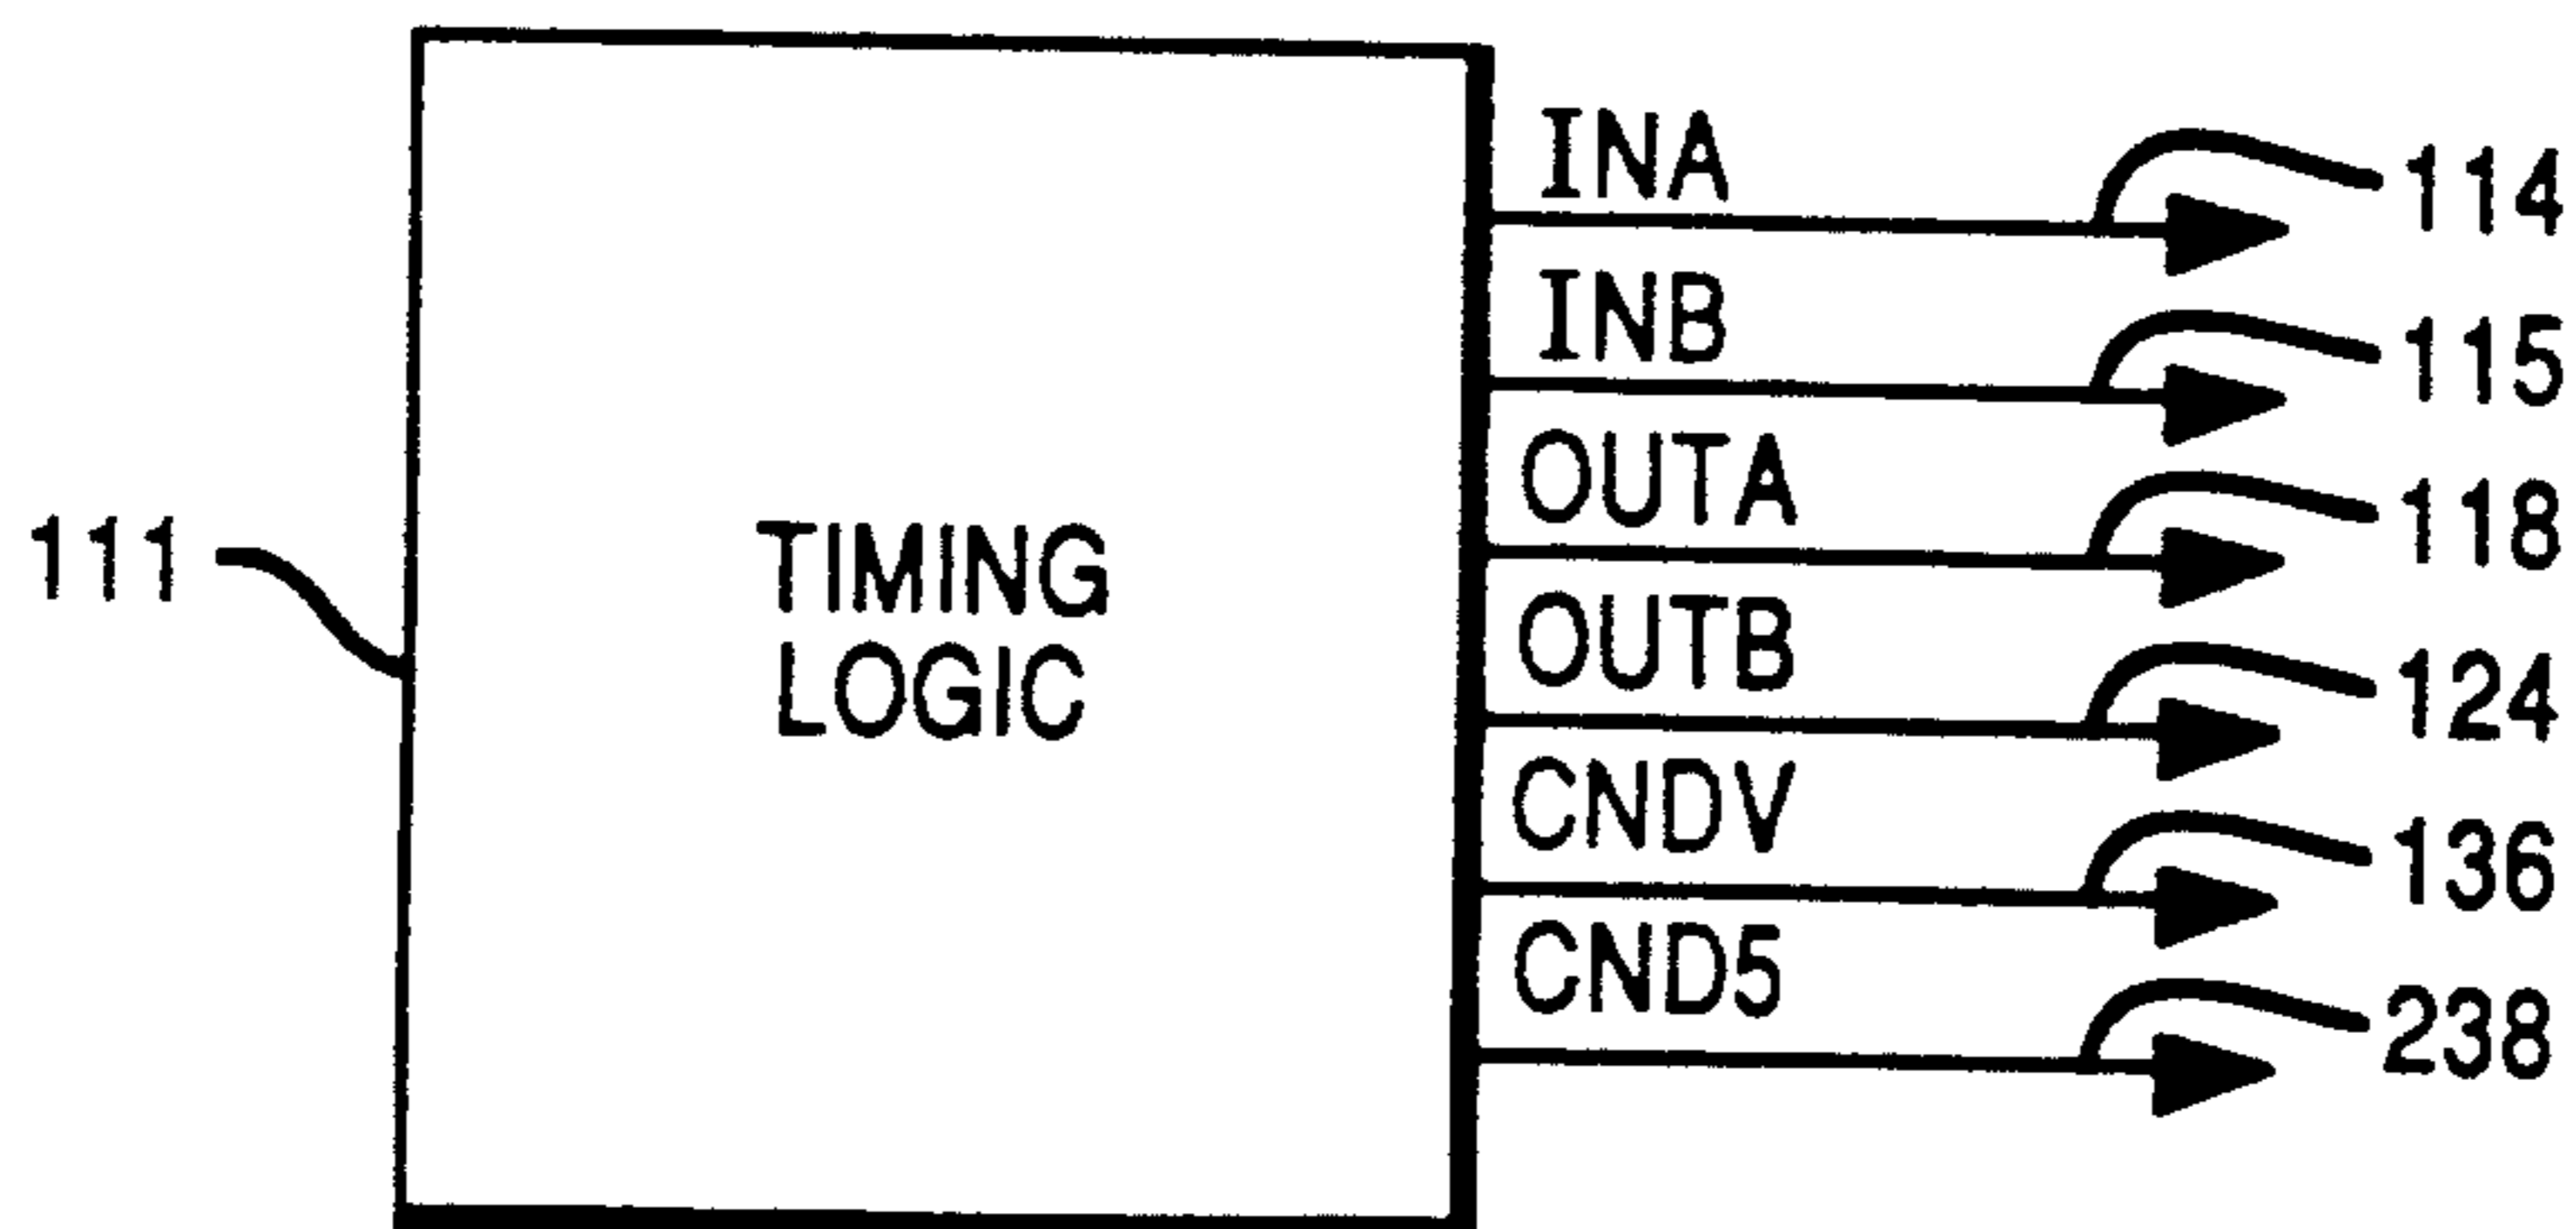 INA
114
INB
115
OUTA
118
111
TIMING
LOGIC
OUTB
124
CNDV
136
CND5
238